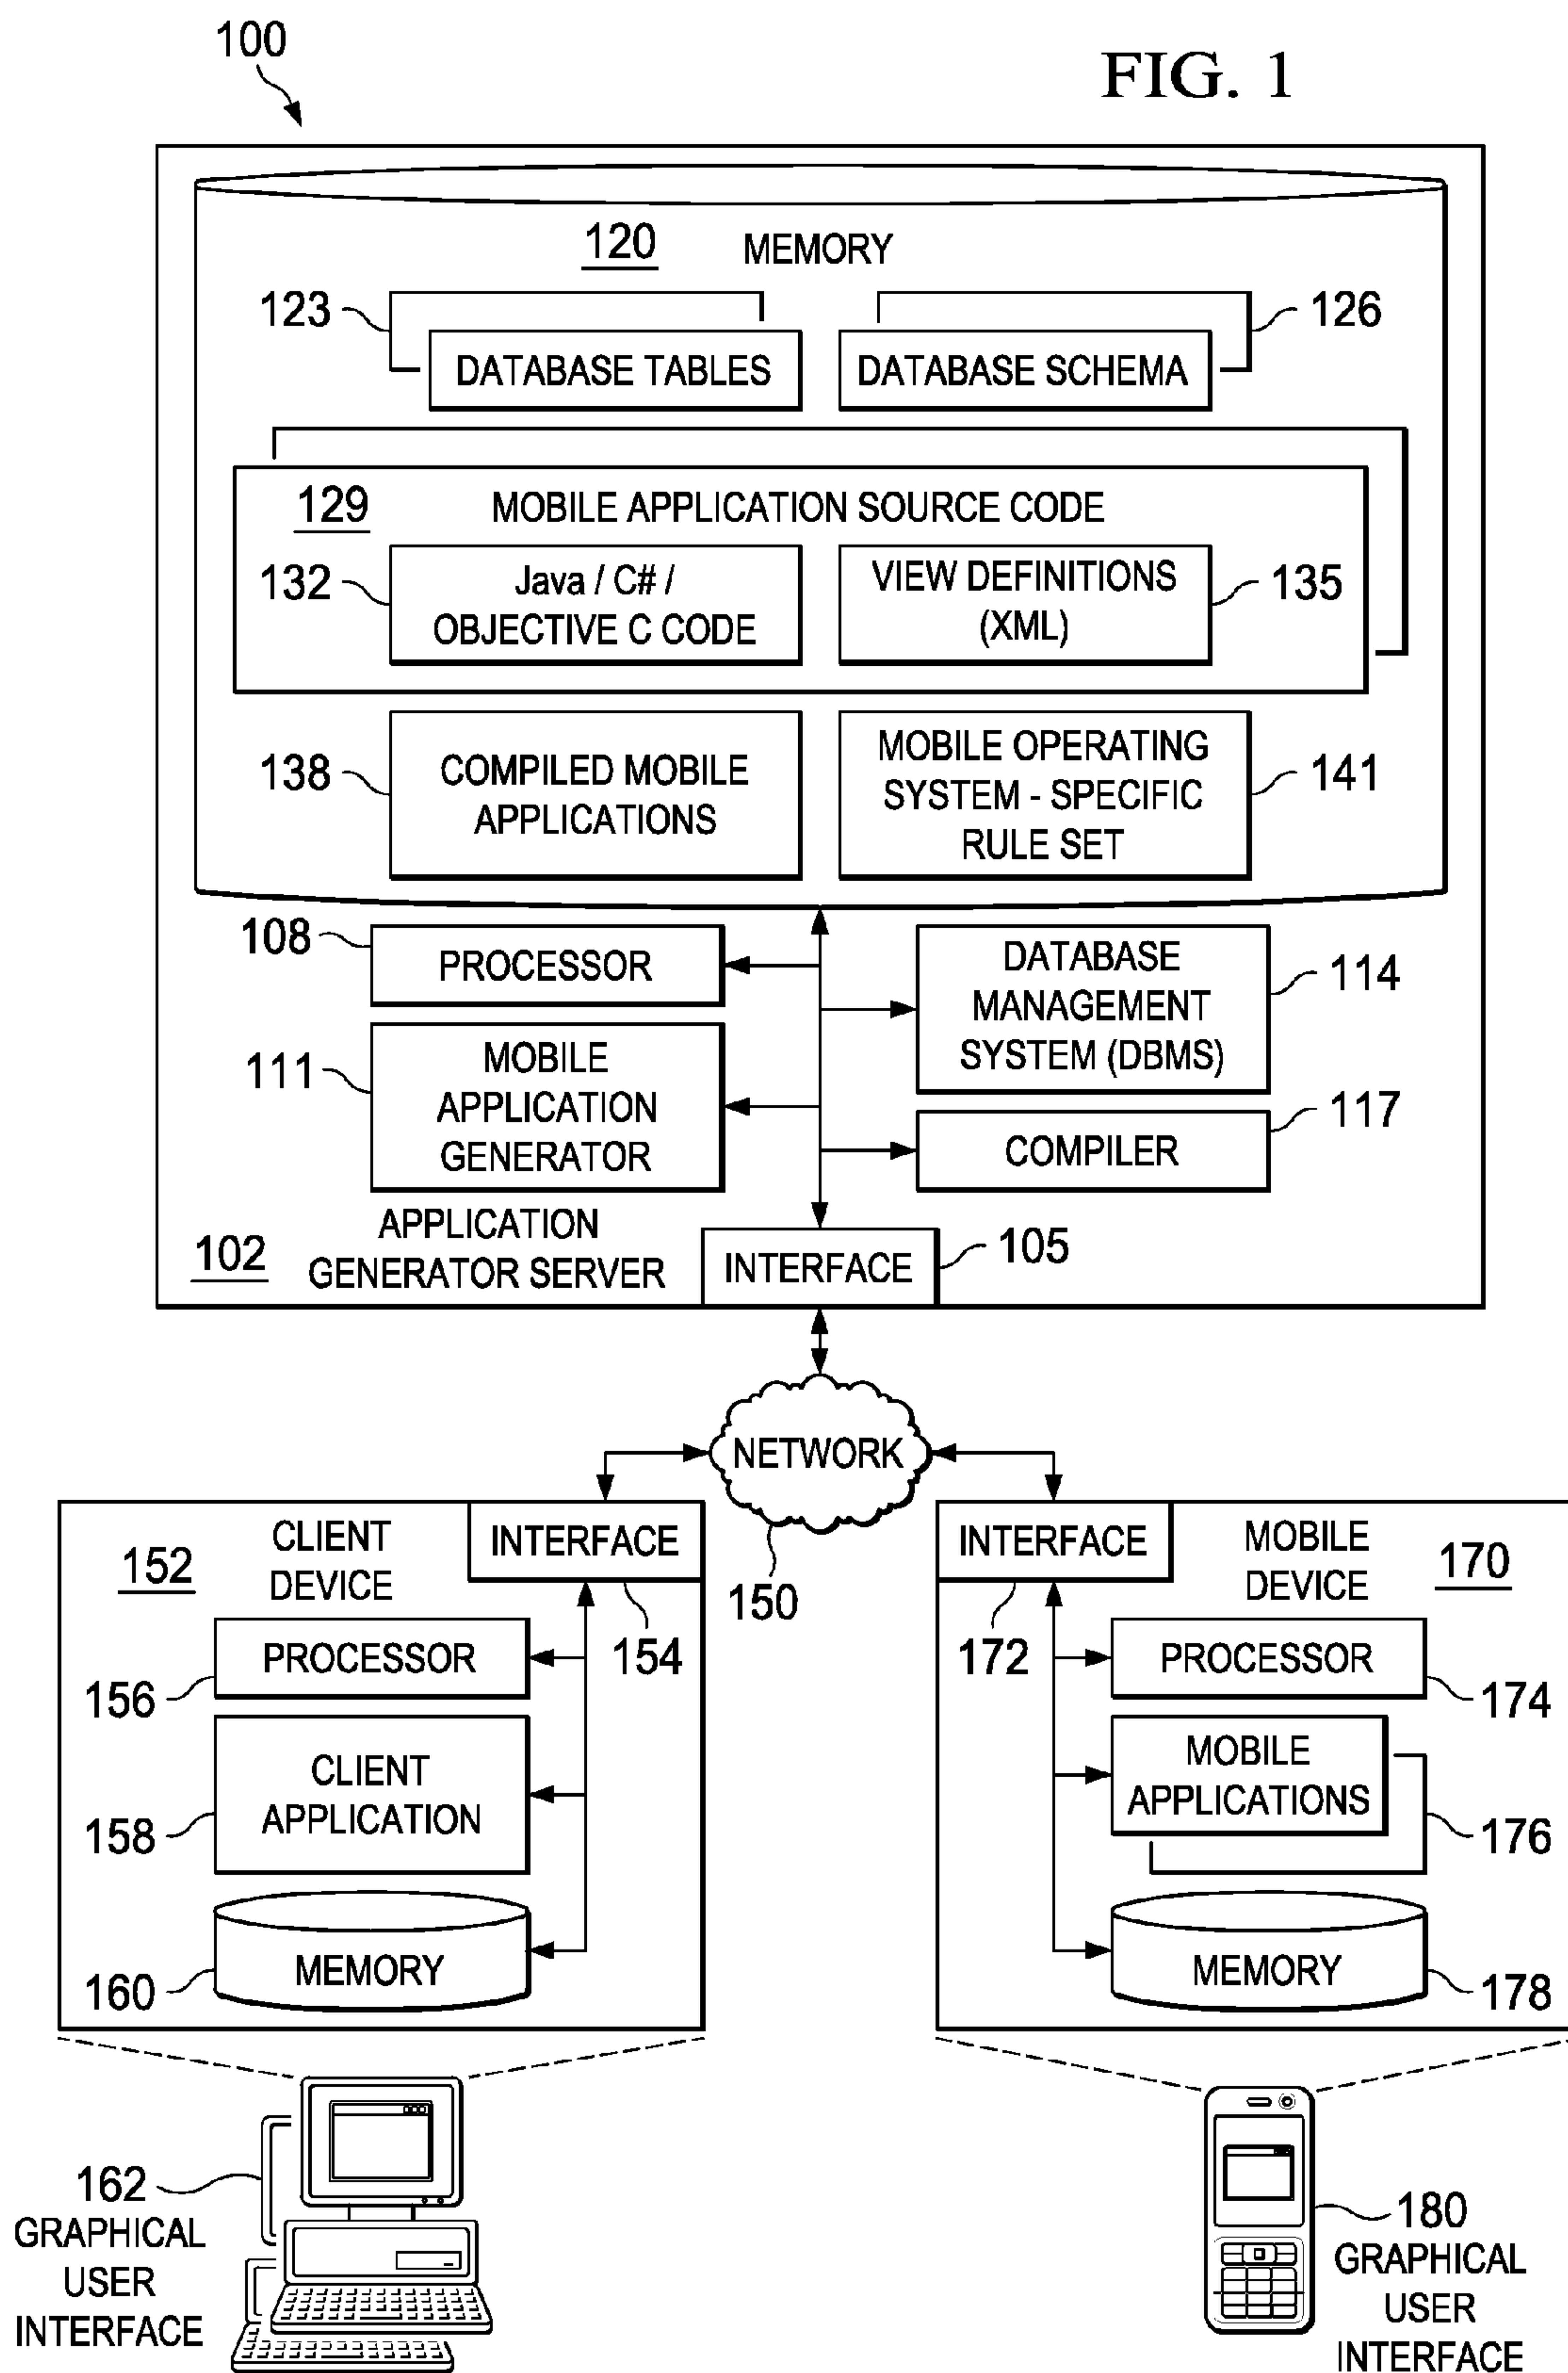 100
FIG. 1
120 MEMORY
123
126
DATABASE TABLES
DATABASE SCHEMA
129
MOBILE APPLICATION SOURCE CODE
132
Java / C# /
OBJECTIVE C CODE
VIEW DEFINITIONS
(XML)
135
138
COMPILED MOBILE
APPLICATIONS
MOBILE OPERATING
SYSTEM - SPECIFIC
RULE SET
141
108
PROCESSOR
DATABASE
MANAGEMENT
SYSTEM (DBMS)
114
111
MOBILE
APPLICATION
GENERATOR
117
COMPILER
102
APPLICATION
GENERATOR SERVER
INTERFACE
105
NETWORK
150
152
CLIENT
DEVICE
INTERFACE
154
PROCESSOR
156
CLIENT
APPLICATION
158
MEMORY
160
INTERFACE
172
MOBILE
DEVICE
170
PROCESSOR
174
MOBILE
APPLICATIONS
176
MEMORY
178
162
GRAPHICAL
USER
INTERFACE
180
GRAPHICAL
USER
INTERFACE